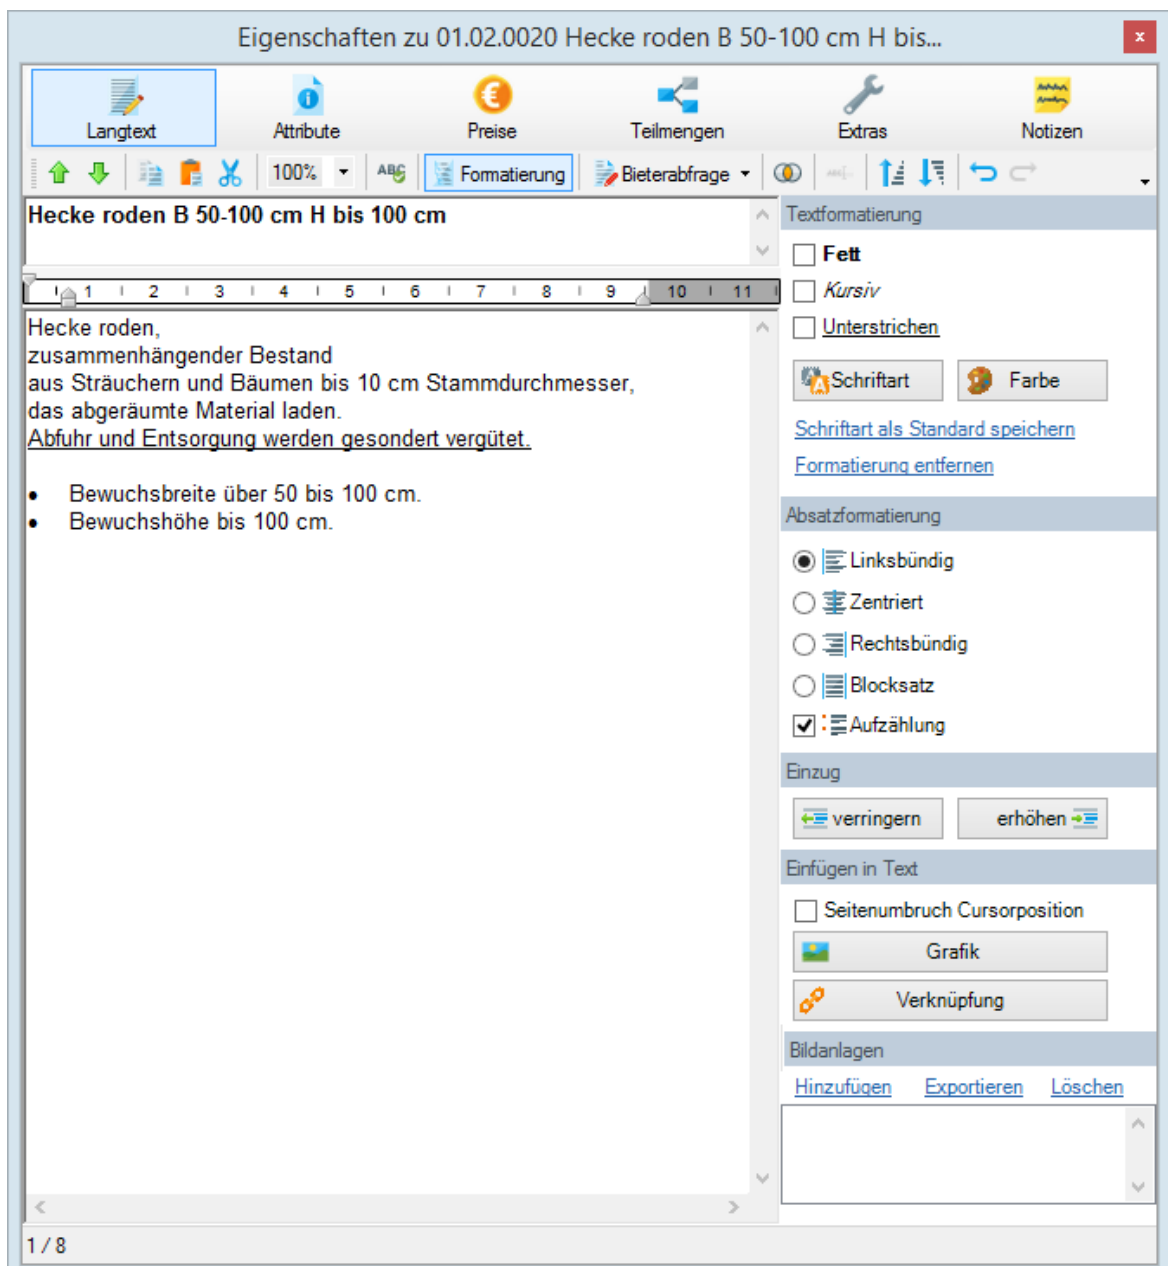 Eigenschaften zu 01.02.0020 Hecke roden B 50-100 cm H bis...
x
Langtext Attribute Preise Teilmengen Extras Notizen
100% ABC Formatierung Bieterabfrage
Hecke roden B 50-100 cm H bis 100 cm
1 2 3 4 5 6 7 8 9 10 11
Hecke roden,
zusammenhängender Bestand
aus Sträuchern und Bäumen bis 10 cm Stammdurchmesser,
das abgeräumte Material laden.
Abfuhr und Entsorgung werden gesondert vergütet.
• Bewuchsbreite über 50 bis 100 cm.
• Bewuchshöhe bis 100 cm.
Textformatierung
Fett
Kursiv
Unterstrichen
Schriftart Farbe
Schriftart als Standard speichern
Formatierung entfernen
Absatzformatierung
Linksbündig
Zentriert
Rechtsbündig
Blocksatz
Aufzählung
Einzug
verringern erhöhen
Einfügen in Text
Seitenumbruch Cursorposition
Grafik
Verknüpfung
Bildanlagen
Hinzufügen Exportieren Löschen
1 / 8